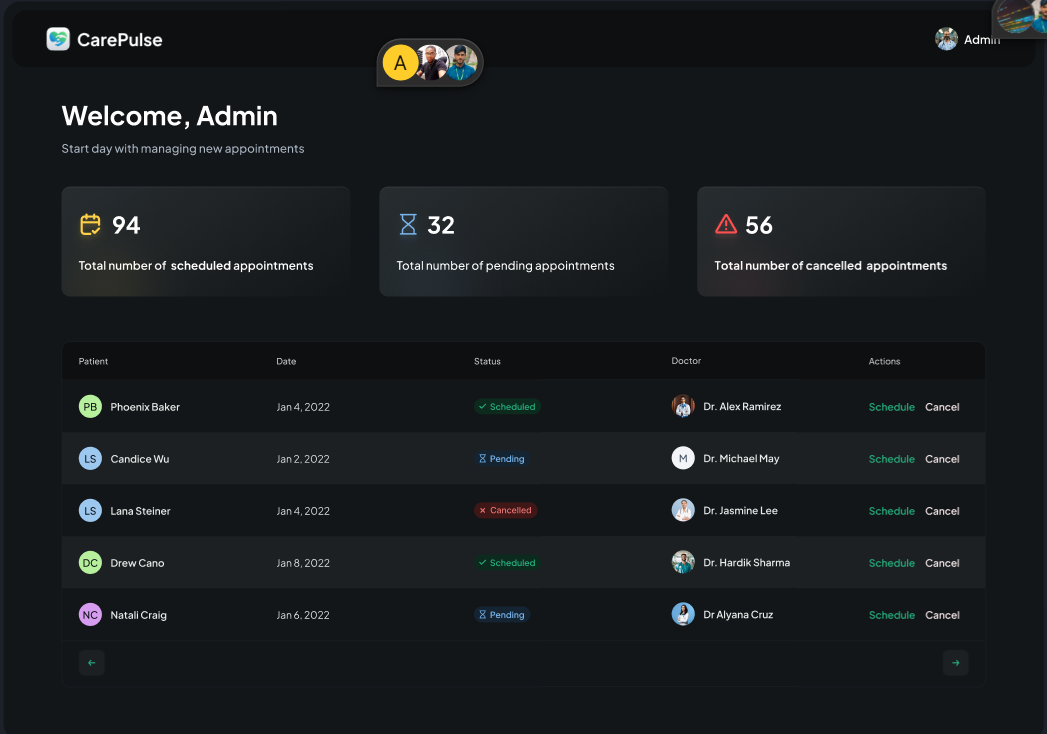 CarePulse
Admin
A
Welcome, Admin
Start day with managing new appointments
94
Total number of scheduled appointments
32
Total number of pending appointments
56
Total number of cancelled appointments
Patient Date Status Doctor Actions
PB Phoenix Baker Jan 4, 2022 Scheduled Dr. Alex Ramirez Schedule Cancel
LS Candice Wu Jan 2, 2022 Pending M Dr. Michael May Schedule Cancel
LS Lana Steiner Jan 4, 2022 Cancelled Dr. Jasmine Lee Schedule Cancel
DC Drew Cano Jan 8, 2022 Scheduled Dr. Hardik Sharma Schedule Cancel
NC Natali Craig Jan 6, 2022 Pending Dr Alyana Cruz Schedule Cancel